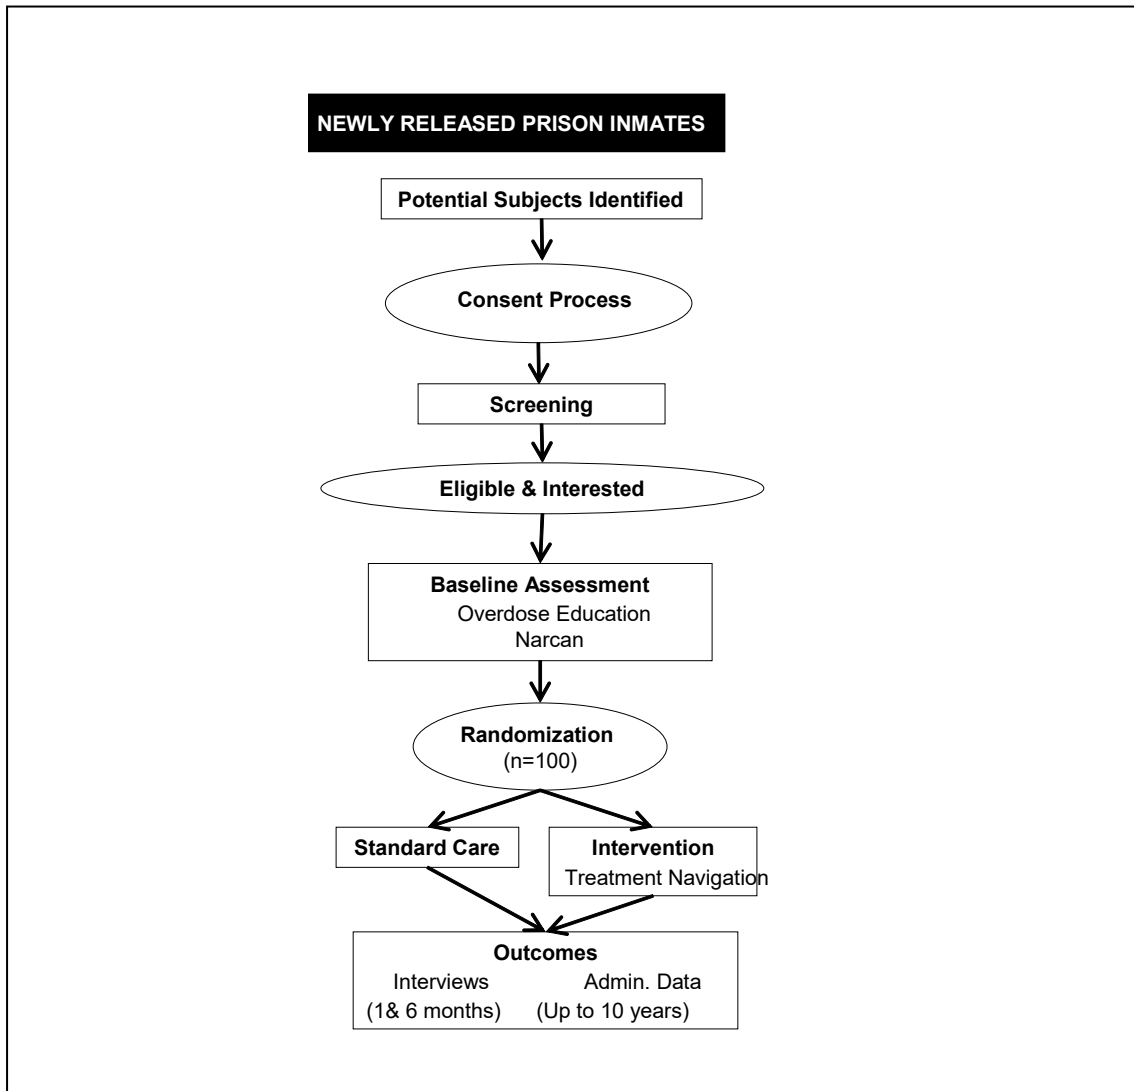 NEWLY RELEASED PRISON INMATES
Potential Subjects Identified
Consent Process
Screening
Eligible & Interested
Baseline Assessment
Overdose Education
Narcan
Randomization
(n=100)
Standard Care
Intervention
Treatment Navigation
Outcomes
Interviews Admin. Data
(1& 6 months) (Up to 10 years)